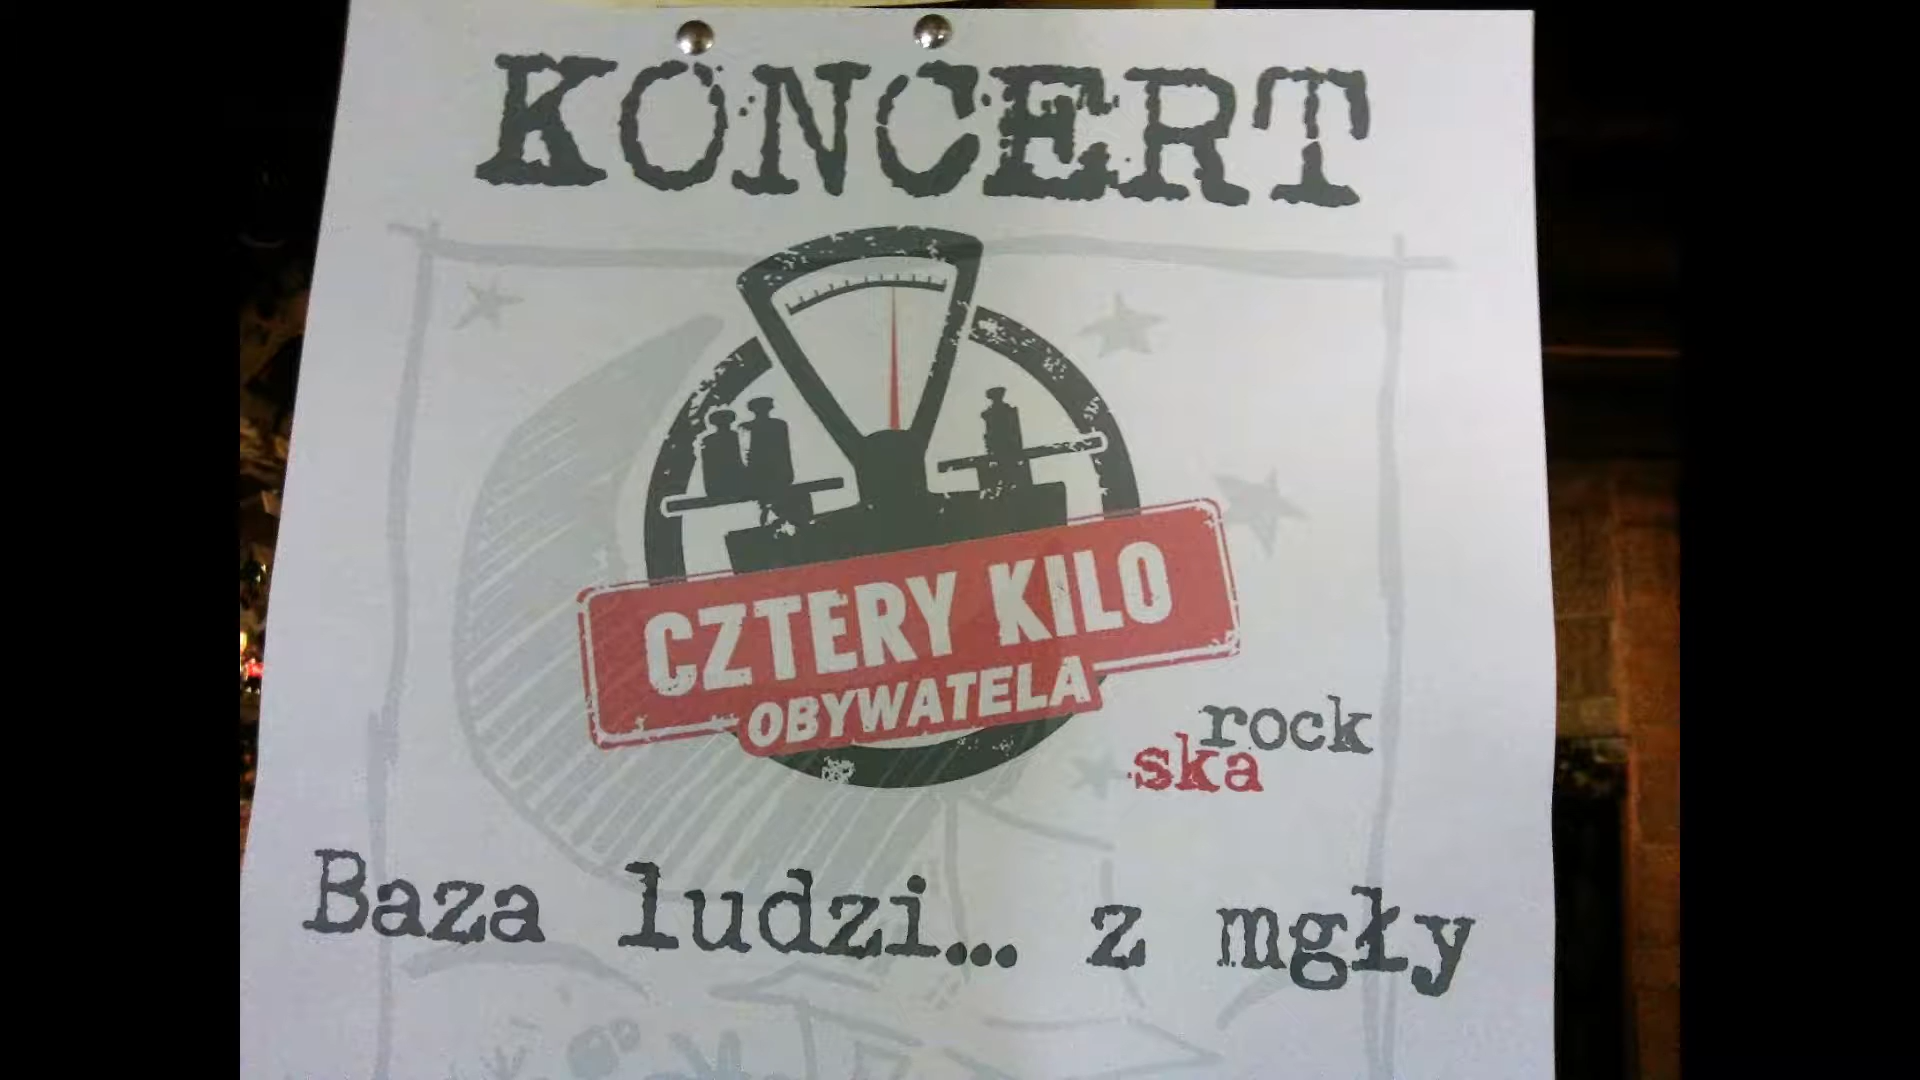 KONCERT
CZTERY KILO
OBYWATELA
rock
ska
Baza ludzi... z mgły